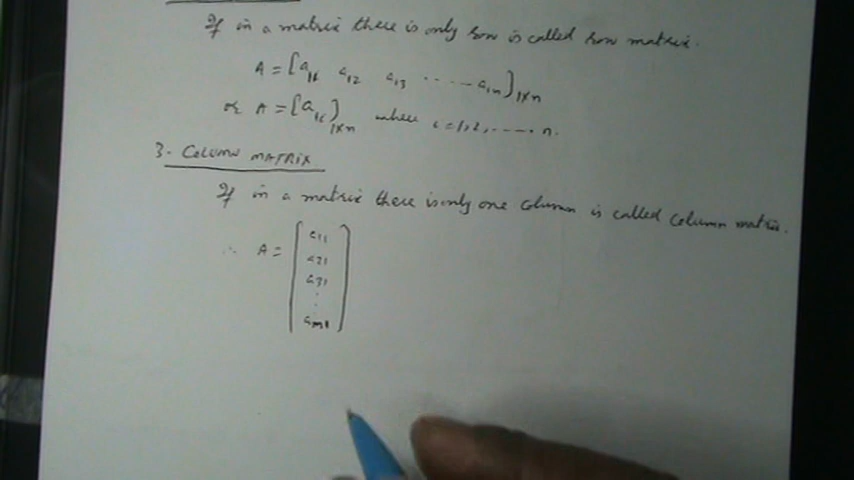 If in a matrix there is only row is called row matrix.
A = [a11 a12 a13 ..... a1n]1×n
or A = [a1i]1×n where i = 1, 2, ..... n.
3. COLUMN MATRIX
If in a matrix there is only one column is called column matrix.
∴ A = [a11
a21
a31
⋮
am1]